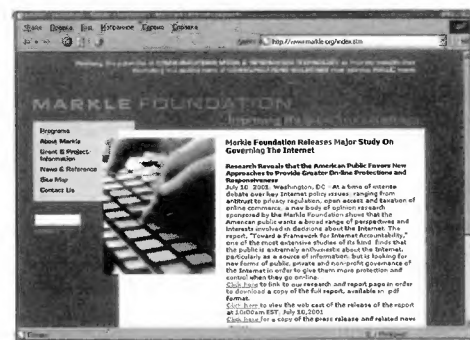 http://www.markle.org/index.stm
MARKLE FOUNDATION
Programs
About Markle
Grant & Project
Information
News & Reference
Site Map
Contact Us
Markle Foundation Releases Major Study On
Governing The Internet
Research Reveals that the American Public Favors New
Approaches to Provide Greater On-line Protections and
Responsiveness
July 10, 2001, Washington, DC - At a time of intense
debate over key Internet policy issues, ranging from
antitrust to privacy regulation, open access and taxation of
online commerce, a new body of opinion research
sponsored by the Markle Foundation shows that the
American public wants a broad range of perspectives and
interests involved in decisions about the Internet. The
report, "Toward a Framework for Internet Accountability,"
one of the most extensive studies of its kind, finds that
the public is extremely enthusiastic about the Internet,
particularly as a source of information, but is looking for
new forms of public, private and non-profit governance of
the Internet in order to give them more protection and
control when they go on-line.
Click here to link to our research and report page in order
to download a copy of the full report, available in .pdf
format.
Click here to view the web cast of the release of the report
at 10:00am EST, July 10, 2001
Click here for a copy of the press release and related news